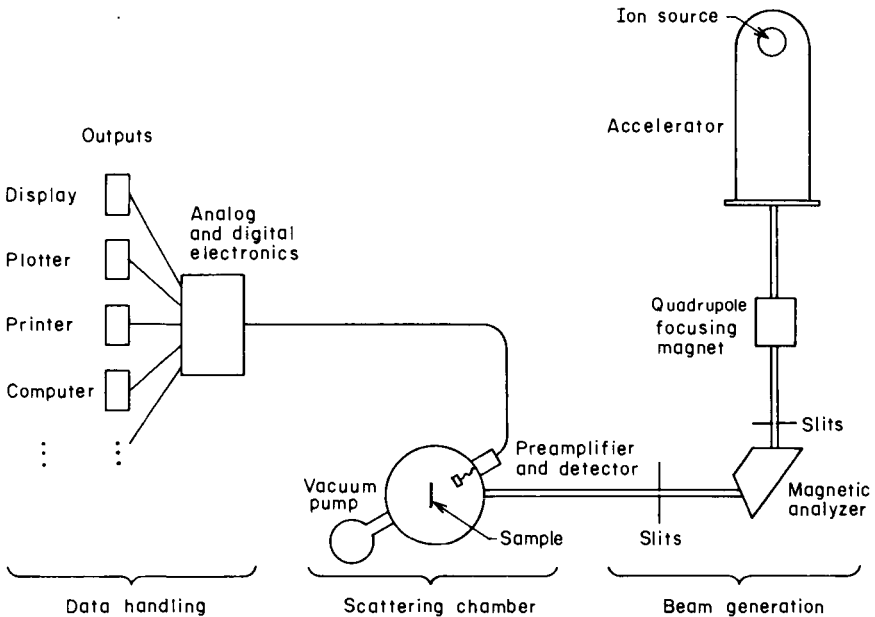 Ion source
Accelerator
Outputs
Display
Plotter
Printer
Computer
Analog
and digital
electronics
Quadrupole
focusing
magnet
Slits
Magnetic
analyzer
Preamplifier
and detector
Vacuum
pump
Sample
Slits
Data handling
Scattering chamber
Beam generation